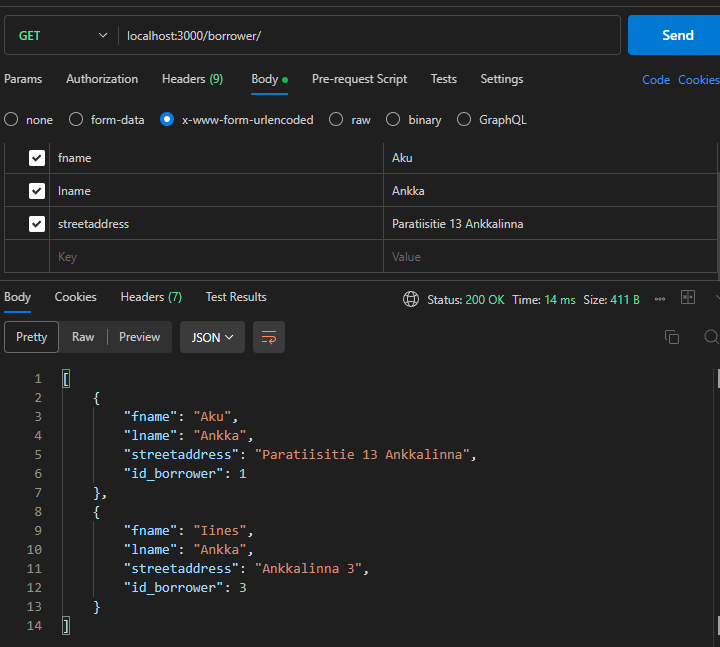 GET localhost:3000/borrower/ Send
Params Authorization Headers (9) Body Pre-request Script Tests Settings Code Cookies
none form-data x-www-form-urlencoded raw binary GraphQL
fname Aku
lname Ankka
streetaddress Paratiisitie 13 Ankkalinna
Key Value
Body Cookies Headers (7) Test Results Status: 200 OK Time: 14 ms Size: 411 B
Pretty Raw Preview JSON
1 [
2 {
3 "fname": "Aku",
4 "lname": "Ankka",
5 "streetaddress": "Paratiisitie 13 Ankkalinna",
6 "id_borrower": 1
7 },
8 {
9 "fname": "Iines",
10 "lname": "Ankka",
11 "streetaddress": "Ankkalinna 3",
12 "id_borrower": 3
13 }
14 ]